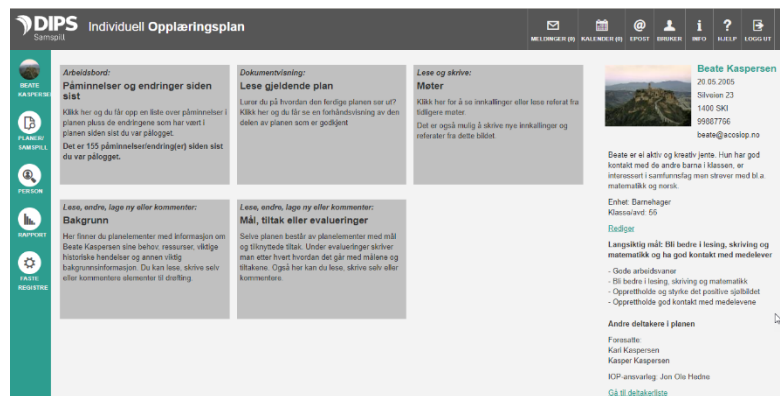 DIPS
Samspill
Individuell Opplæringsplan
MELDINGER (0)
KALENDER (0)
EPOST
BRUKER
INFO
HJELP
LOGG UT
BEATE
KASPERSE
PLANER/
SAMSPILL
PERSON
RAPPORT
FASTE
REGISTRE
Arbeidsbord:
Påminnelser og endringer siden
sist
Klikk her og du får opp en liste over påminnelser i
planen pluss de endringene som har vært i
planen siden sist du var pålogget.
Det er 155 påminnelser/endring(er) siden sist
du var pålogget.
Dokumentvisning:
Lese gjeldende plan
Lurer du på hvordan den ferdige planen ser ut?
Klikk her og du får se en forhåndsvisning av den
delen av planen som er godkjent
Lese og skrive:
Møter
Klikk her for å se innkallinger eller lese referat fra
tidligere møter.
Det er også mulig å skrive nye innkallinger og
referater fra dette bildet.
Lese, endre, lage ny eller kommenter:
Bakgrunn
Her finner du planelementer med informasjon om
Beate Kaspersen sine behov, ressurser, viktige
historiske hendelser og annen viktig
bakgrunnsinformasjon. Du kan lese, skrive selv
eller kommentere elementer til drøfting.
Lese, endre, lage ny eller kommenter:
Mål, tiltak eller evalueringer
Selve planen består av planelementer med mål
og tilknyttede tiltak. Under evalueringer skriver
man etter hvert hvordan det går med målene og
tiltakene. Også her kan du lese, skrive selv eller
kommentere.
Beate Kaspersen
20.05.2005
Silveien 23
1400 SKI
99887766
beate@acosiop.no
Beate er ei aktiv og kreativ jente. Hun har god
kontakt med de andre barna i klassen, er
interessert i samfunnsfag men strever med bl.a
matematikk og norsk.
Enhet: Barnehager
Klasse/avd: 56
Rediger
Langsiktig mål: Bli bedre i lesing, skriving og
matematikk og ha god kontakt med medelever
- Gode arbeidsvaner
- Bli bedre i lesing, skriving og matematikk
- Opprettholde og styrke det positive sjølbildet
- Opprettholde god kontakt med medelevene
Andre deltakere i planen
Foresatte:
Kari Kaspersen
Kasper Kaspersen
IOP-ansvarleg: Jon Ole Hodne
Gå til deltakerliste